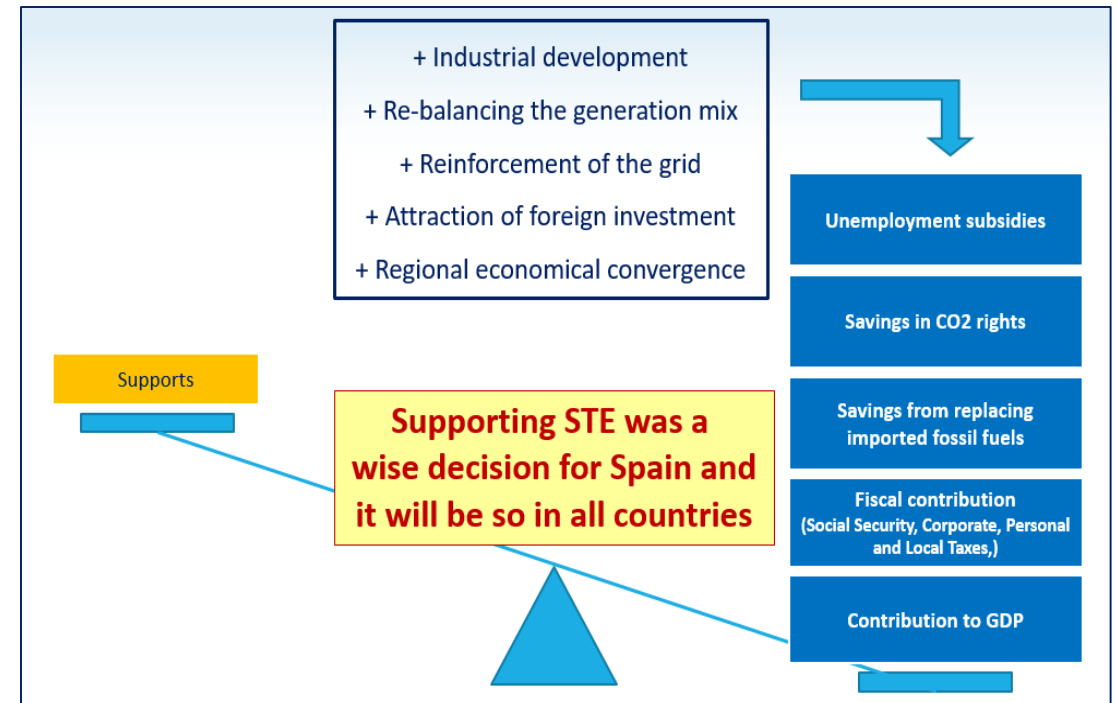 + Industrial development
+ Re-balancing the generation mix
+ Reinforcement of the grid
+ Attraction of foreign investment
+ Regional economical convergence
Supports
Supporting STE was a
wise decision for Spain and
it will be so in all countries
Unemployment subsidies
Savings in CO2 rights
Savings from replacing
imported fossil fuels
Fiscal contribution
(Social Security, Corporate, Personal
and Local Taxes,)
Contribution to GDP